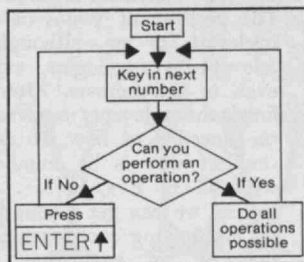 Start
Key in next
number
Can you
perform an
operation?
If No
If Yes
Press
ENTER↑
Do all
operations
possible